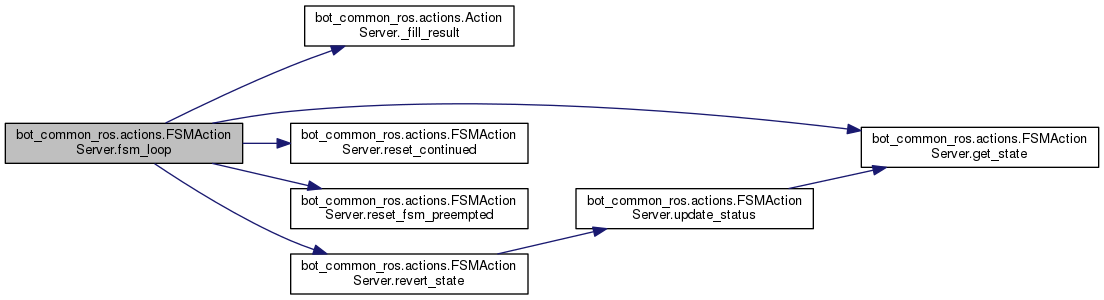 bot_common_ros.actions.Action
Server._fill_result
bot_common_ros.actions.FSMAction
Server.fsm_loop
bot_common_ros.actions.FSMAction
Server.reset_continued
bot_common_ros.actions.FSMAction
Server.get_state
bot_common_ros.actions.FSMAction
Server.reset_fsm_preempted
bot_common_ros.actions.FSMAction
Server.update_status
bot_common_ros.actions.FSMAction
Server.revert_state